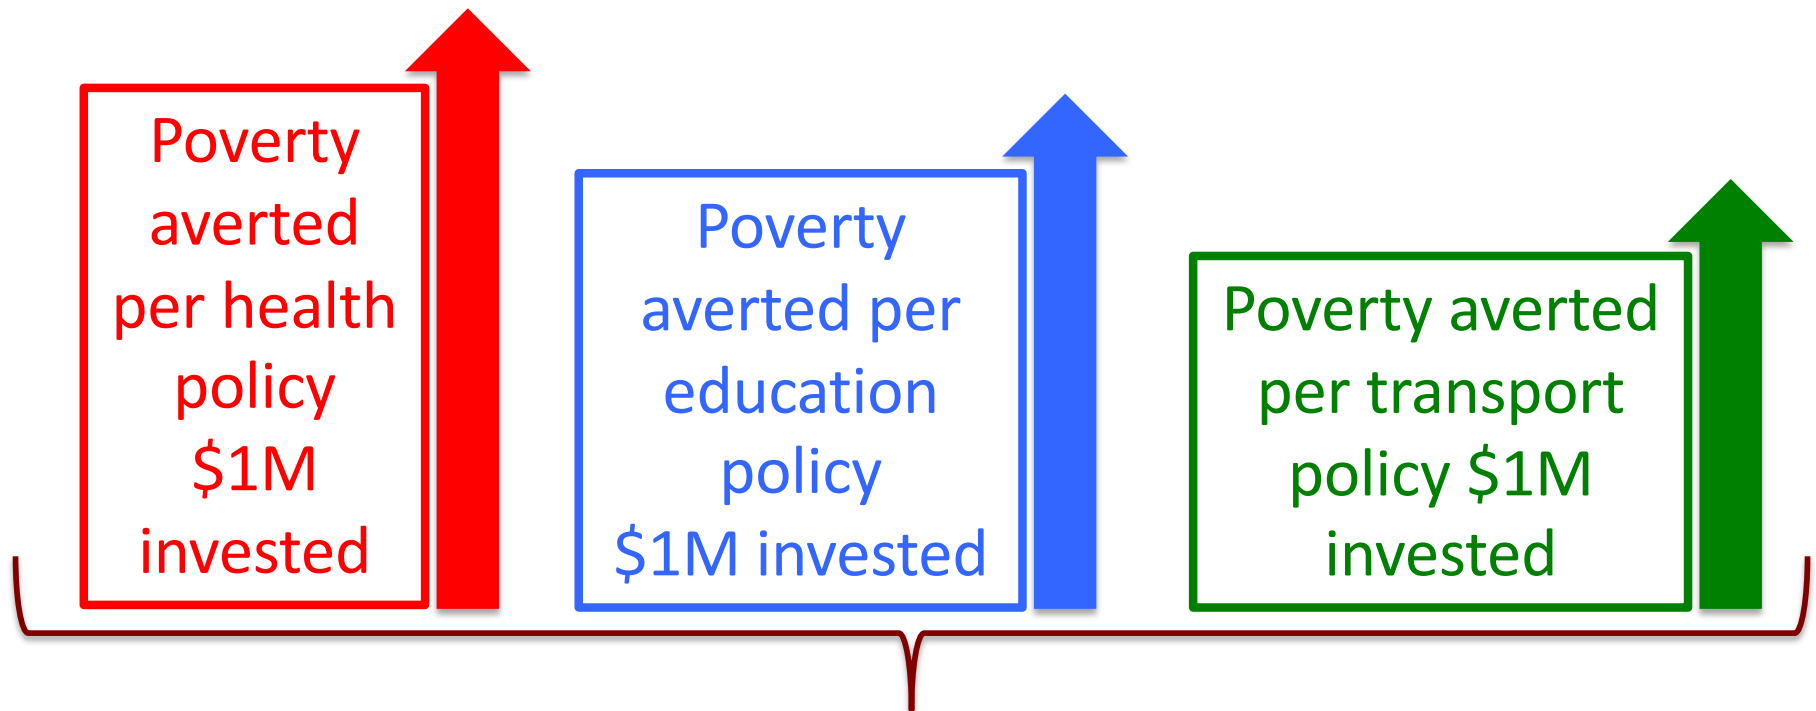 Poverty
averted
per health
policy
$1M
invested
Poverty
averted per
education
policy
$1M invested
Poverty averted
per transport
policy $1M
invested